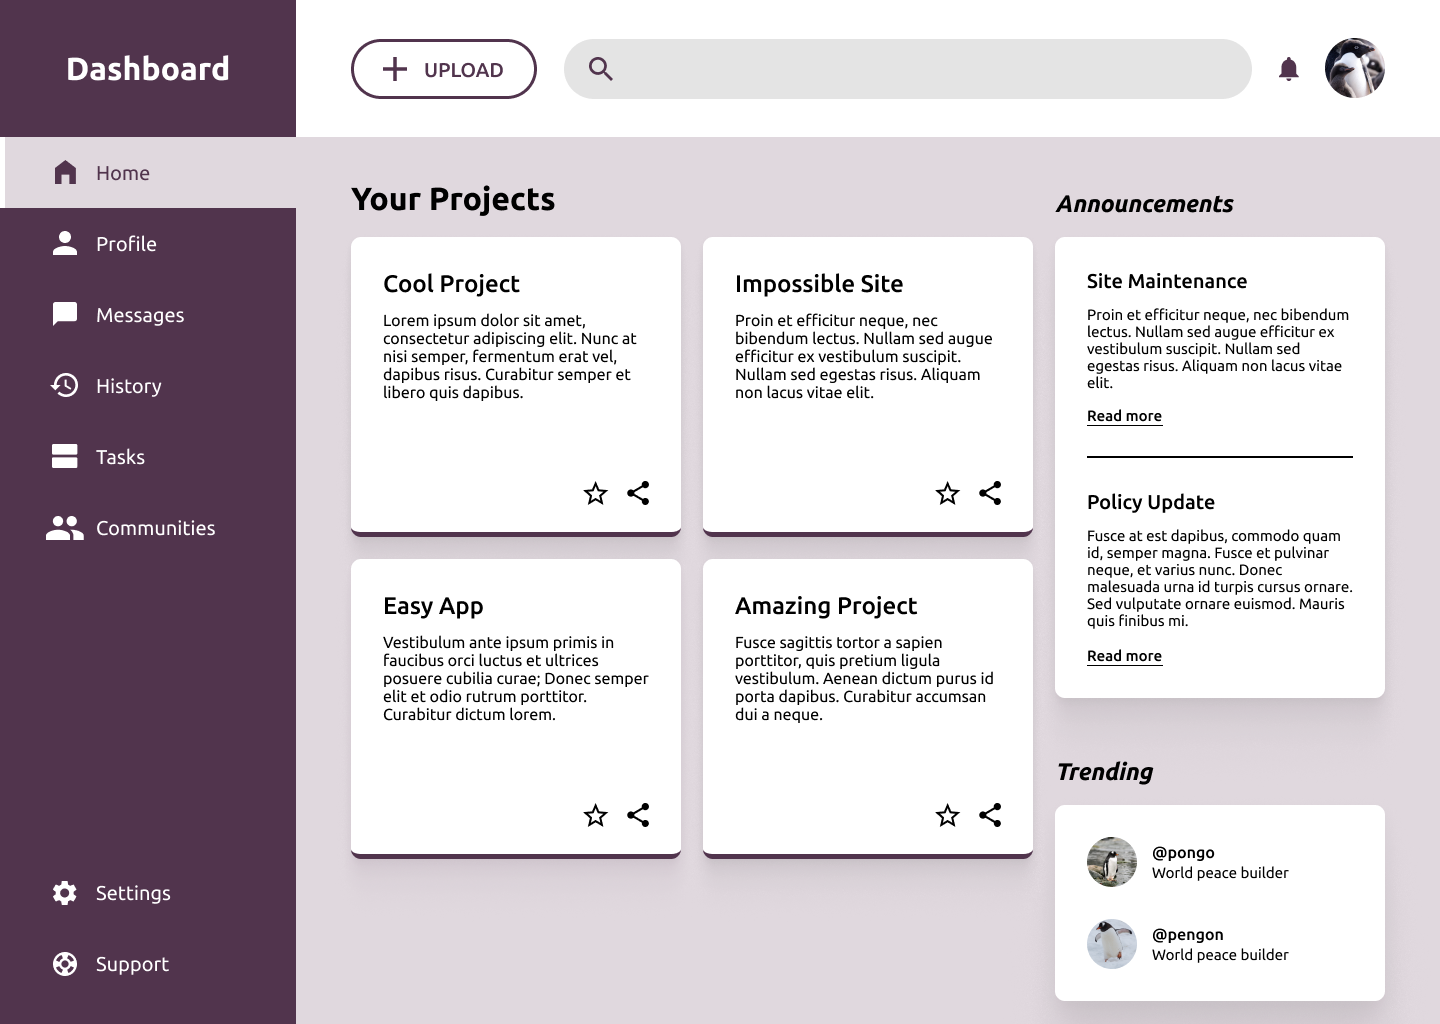 Dashboard
UPLOAD
Home
Profile
Messages
History
Tasks
Communities
Settings
Support
Your Projects
Cool Project
Lorem ipsum dolor sit amet,
consectetur adipiscing elit. Nunc at
nisi semper, fermentum erat vel,
dapibus risus. Curabitur semper et
libero quis dapibus.
Impossible Site
Proin et efficitur neque, nec
bibendum lectus. Nullam sed augue
efficitur ex vestibulum suscipit.
Nullam sed egestas risus. Aliquam
non lacus vitae elit.
Easy App
Vestibulum ante ipsum primis in
faucibus orci luctus et ultrices
posuere cubilia curae; Donec semper
elit et odio rutrum porttitor.
Curabitur dictum lorem.
Amazing Project
Fusce sagittis tortor a sapien
porttitor, quis pretium ligula
vestibulum. Aenean dictum purus id
porta dapibus. Curabitur accumsan
dui a neque.
Announcements
Site Maintenance
Proin et efficitur neque, nec bibendum
lectus. Nullam sed augue efficitur ex
vestibulum suscipit. Nullam sed
egestas risus. Aliquam non lacus vitae
elit.
Read more
Policy Update
Fusce at est dapibus, commodo quam
id, semper magna. Fusce et pulvinar
neque, et varius nunc. Donec
malesuada urna id turpis cursus ornare.
Sed vulputate ornare euismod. Mauris
quis finibus mi.
Read more
Trending
@pongo
World peace builder
@pengon
World peace builder